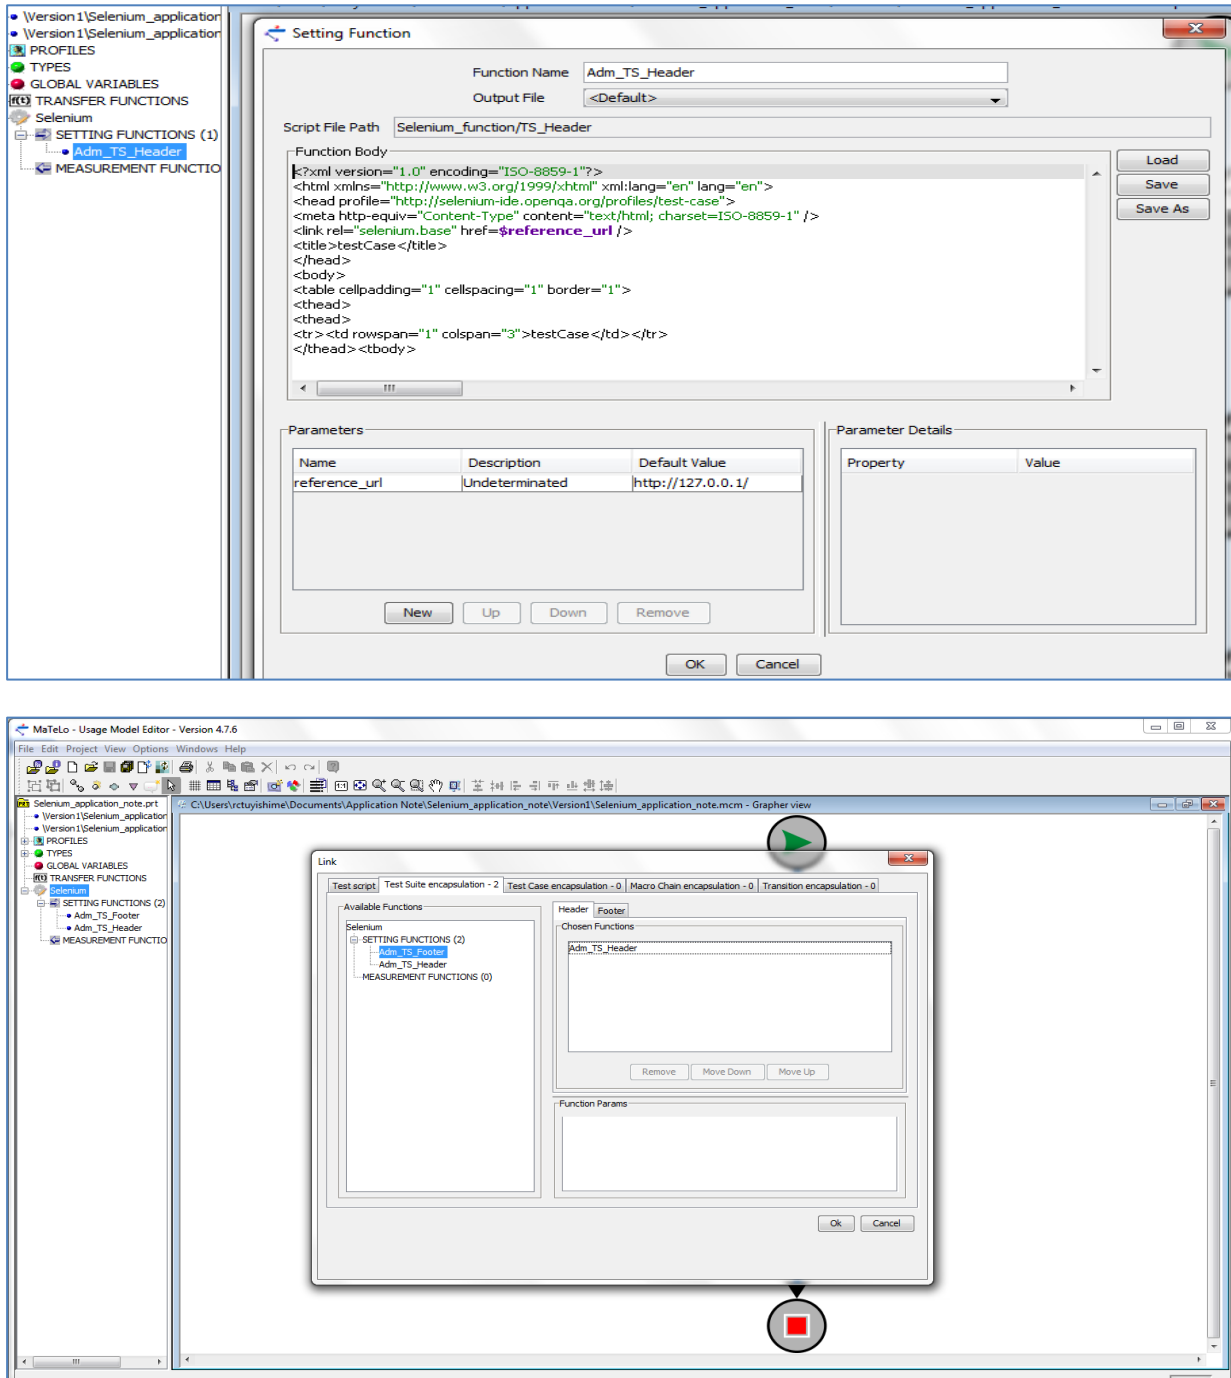 \Version1\Selenium_application
\Version1\Selenium_application
PROFILES
TYPES
GLOBAL VARIABLES
f(t) TRANSFER FUNCTIONS
Selenium
SETTING FUNCTIONS (1)
Adm_TS_Header
MEASUREMENT FUNCTIO
Setting Function
Function Name Adm_TS_Header
Output File <Default>
Script File Path Selenium_function/TS_Header
Function Body
<?xml version="1.0" encoding="ISO-8859-1"?>
<html xmlns="http://www.w3.org/1999/xhtml" xml:lang="en" lang="en">
<head profile="http://selenium-ide.openqa.org/profiles/test-case">
<meta http-equiv="Content-Type" content="text/html; charset=ISO-8859-1" />
<link rel="selenium.base" href=$reference_url />
<title>testCase</title>
</head>
<body>
<table cellpadding="1" cellspacing="1" border="1">
<thead>
<thead>
<tr><td rowspan="1" colspan="3">testCase</td></tr>
</thead><tbody>
Load
Save
Save As
Parameters
Name Description Default Value
reference_url Undeterminated http://127.0.0.1/
New Up Down Remove
Parameter Details
Property Value
OK Cancel
MaTeLo - Usage Model Editor - Version 4.7.6
File Edit Project View Options Windows Help
Selenium_application_note.prt
\Version1\Selenium_application
\Version1\Selenium_application
PROFILES
TYPES
GLOBAL VARIABLES
f(t) TRANSFER FUNCTIONS
Selenium
SETTING FUNCTIONS (2)
Adm_TS_Footer
Adm_TS_Header
MEASUREMENT FUNCTIO
C:\Users\rctuyishime\Documents\Application Note\Selenium_application_note\Version1\Selenium_application_note.mcm - Grapher view
Link
Test script Test Suite encapsulation - 2 Test Case encapsulation - 0 Macro Chain encapsulation - 0 Transition encapsulation - 0
Available Functions
Selenium
SETTING FUNCTIONS (2)
Adm_TS_Footer
Adm_TS_Header
MEASUREMENT FUNCTIONS (0)
Header Footer
Chosen Functions
Adm_TS_Header
Remove Move Down Move Up
Function Params
Ok Cancel